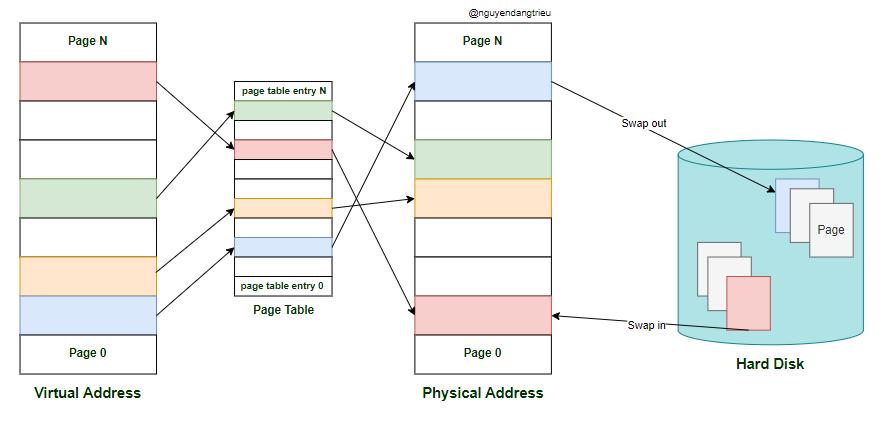 @nguyendangtrieu
Page N
Page N
page table entry N
Swap out
Page
page table entry 0
Page Table
Swap in
Page 0
Page 0
Hard Disk
Virtual Address
Physical Address